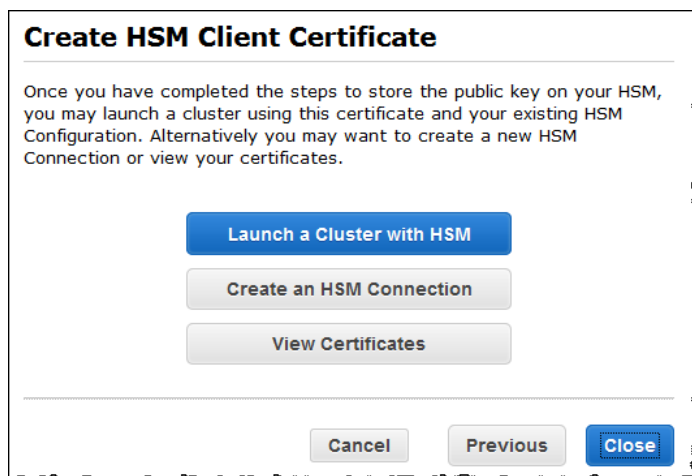 Create HSM Client Certificate
Once you have completed the steps to store the public key on your HSM,
you may launch a cluster using this certificate and your existing HSM
Configuration. Alternatively you may want to create a new HSM
Connection or view your certificates.
Launch a Cluster with HSM
Create an HSM Connection
View Certificates
Cancel Previous Close